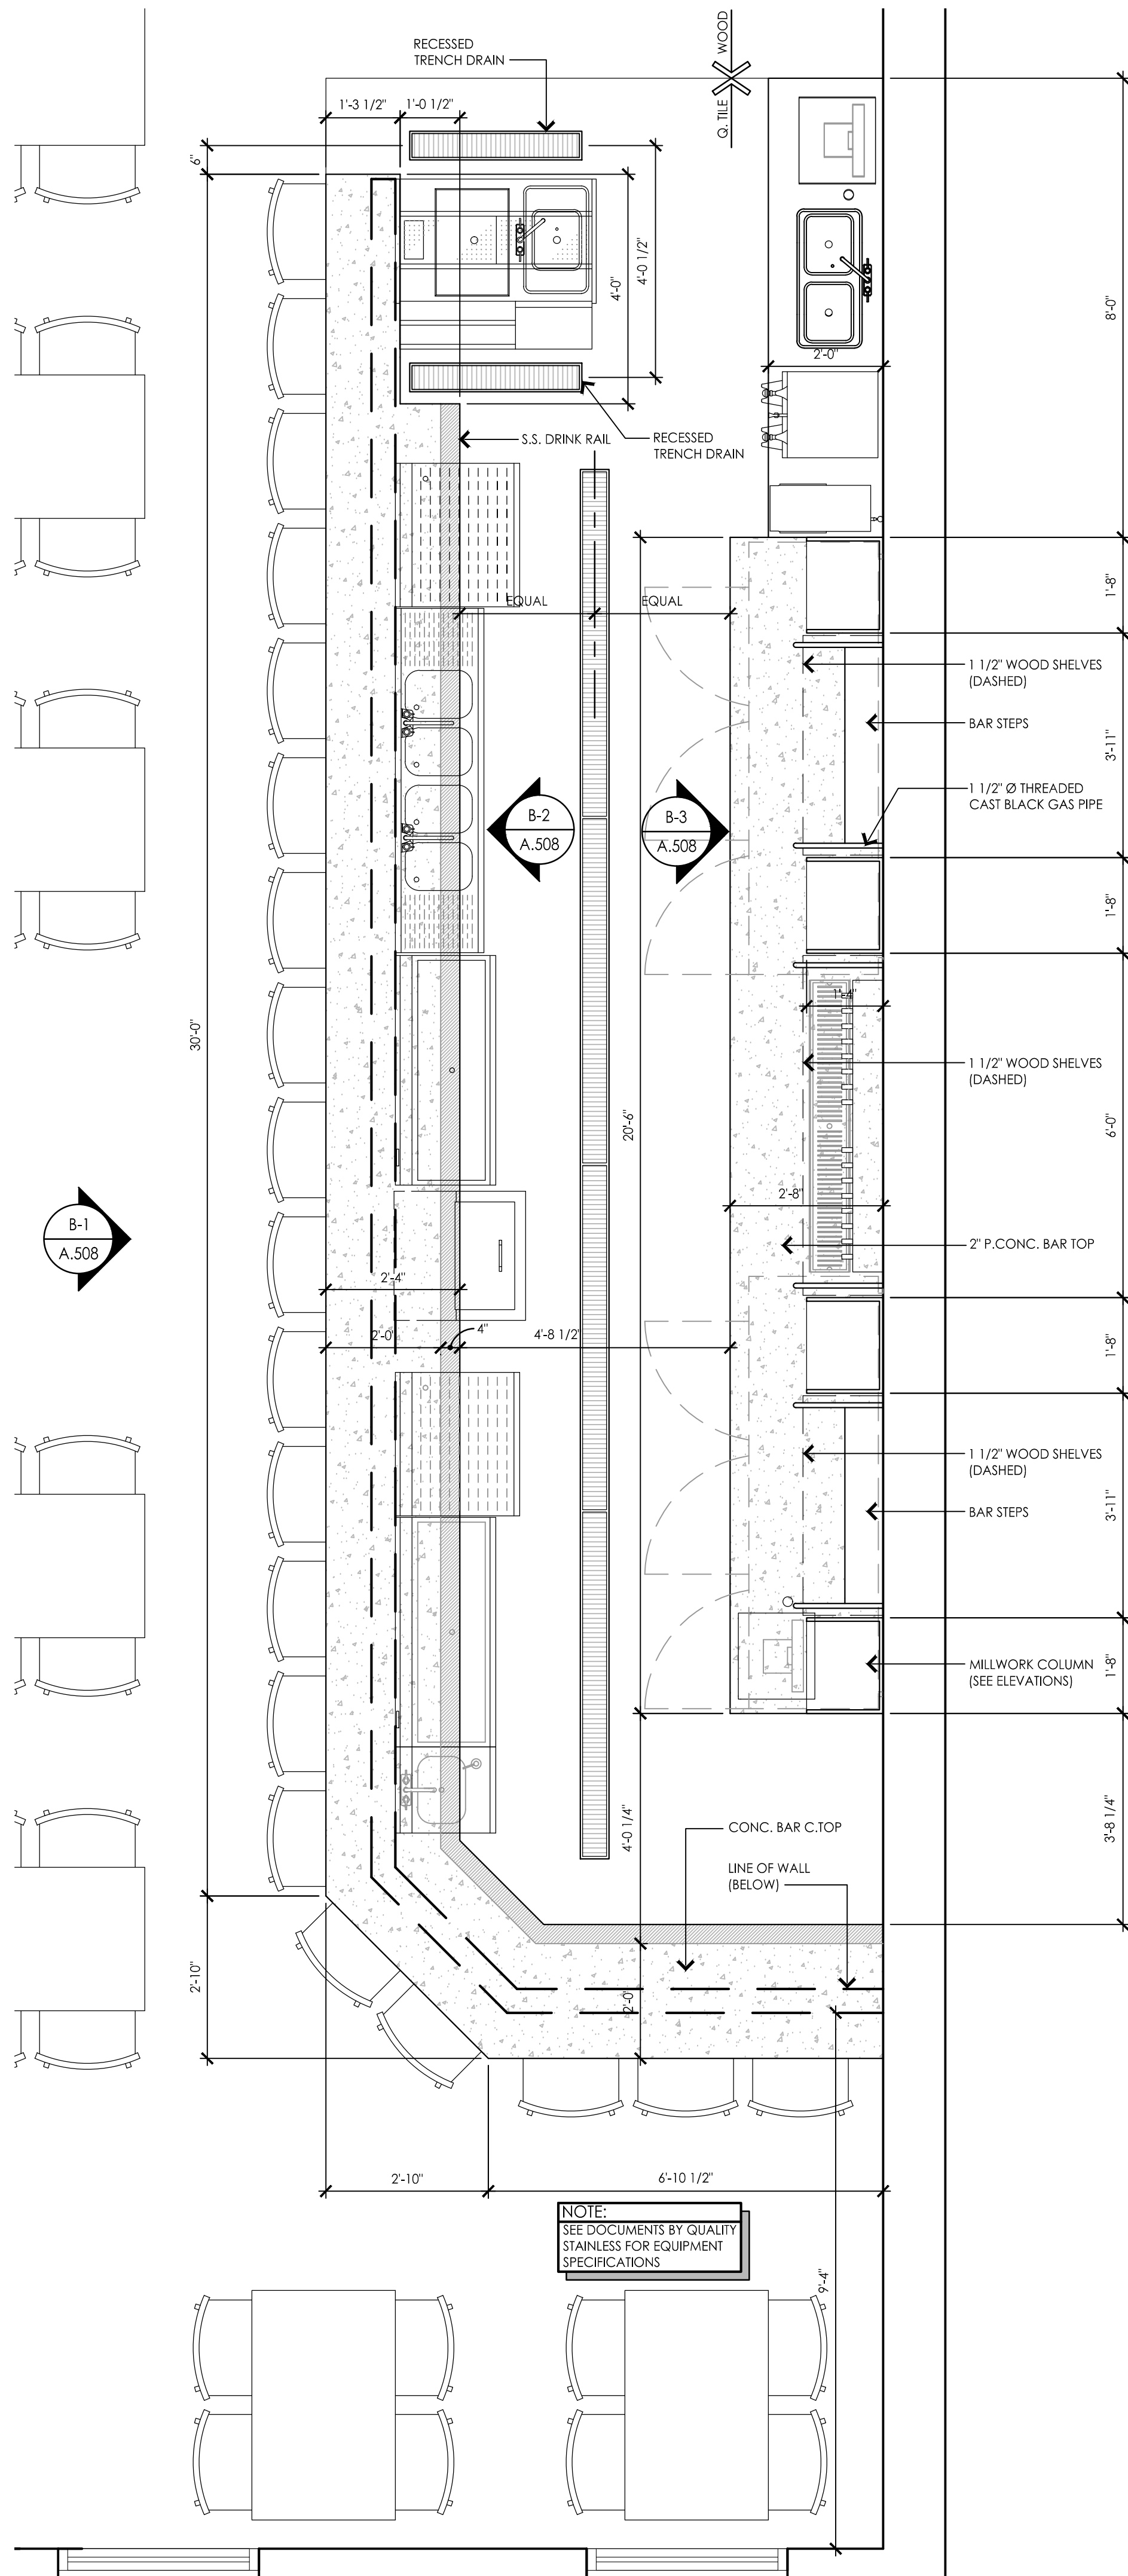 RECESSED
TRENCH DRAIN
WOOD
Q. TILE
1'-3 1/2"
1'-0 1/2"
6"
4'-0"
4'-0 1/2"
8'-0"
2'-0"
S.S. DRINK RAIL
RECESSED
TRENCH DRAIN
EQUAL
EQUAL
1'-8"
1 1/2" WOOD SHELVES
(DASHED)
BAR STEPS
3'-11"
1 1/2" Ø THREADED
CAST BLACK GAS PIPE
B-2
A.508
B-3
A.508
1'-8"
30'-0"
1'-4"
1 1/2" WOOD SHELVES
(DASHED)
20'-6"
6'-0"
2'-8"
B-1
A.508
2" P.CONC. BAR TOP
2'-4"
2'-0"
4"
4'-8 1/2"
1'-8"
1 1/2" WOOD SHELVES
(DASHED)
3'-11"
BAR STEPS
MILLWORK COLUMN
(SEE ELEVATIONS)
1'-8"
4'-0 1/4"
3'-8 1/4"
CONC. BAR C.TOP
LINE OF WALL
(BELOW)
2'-10"
2'-0"
2'-10"
6'-10 1/2"
NOTE:
SEE DOCUMENTS BY QUALITY
STAINLESS FOR EQUIPMENT
SPECIFICATIONS
9'-4"